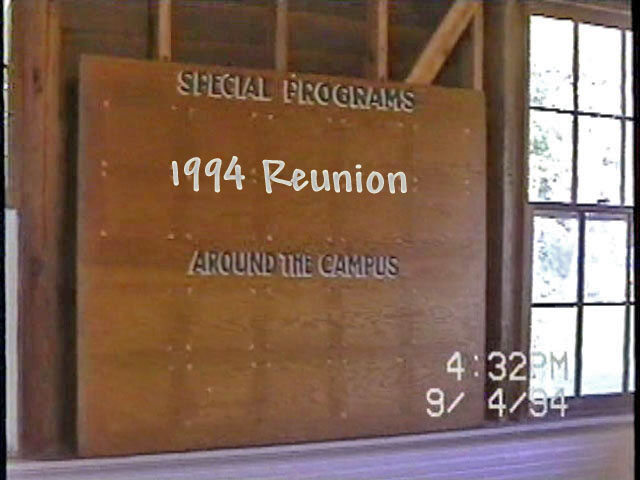 SPECIAL PROGRAMS
1994 Reunion
AROUND THE CAMPUS
4:32PM
9/ 4/94